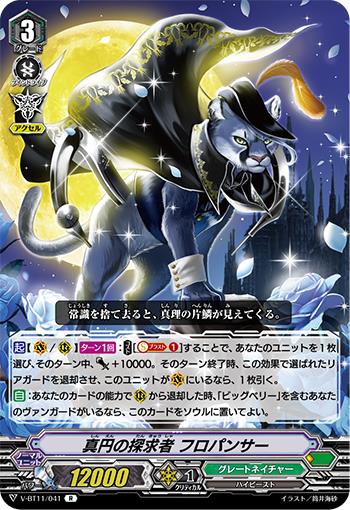 3
グレード
ツインドライブ
アクセル
常識を捨て去ると、真理の片鱗が見えてくる。
起【 / 】ターン1回:【ソウルブラスト 1】することで、あなたのユニットを1枚
選び、そのターン中、+10000。そのターン終了時、この効果で選ばれたリ
アガードを退却させ、このユニットがにいるなら、1枚引く。
自:あなたのカードの能力でから退却した時、「ビッグベリー」を含むあなた
のヴァンガードがいるなら、このカードをソウルに置いてよい。
真円の探求者 フロパンサー
ノーマル
ユニット
パワー
12000
1
クリティカル
グレートネイチャー
ハイビースト
V-BT11/041 R
イラスト/筒井海砂